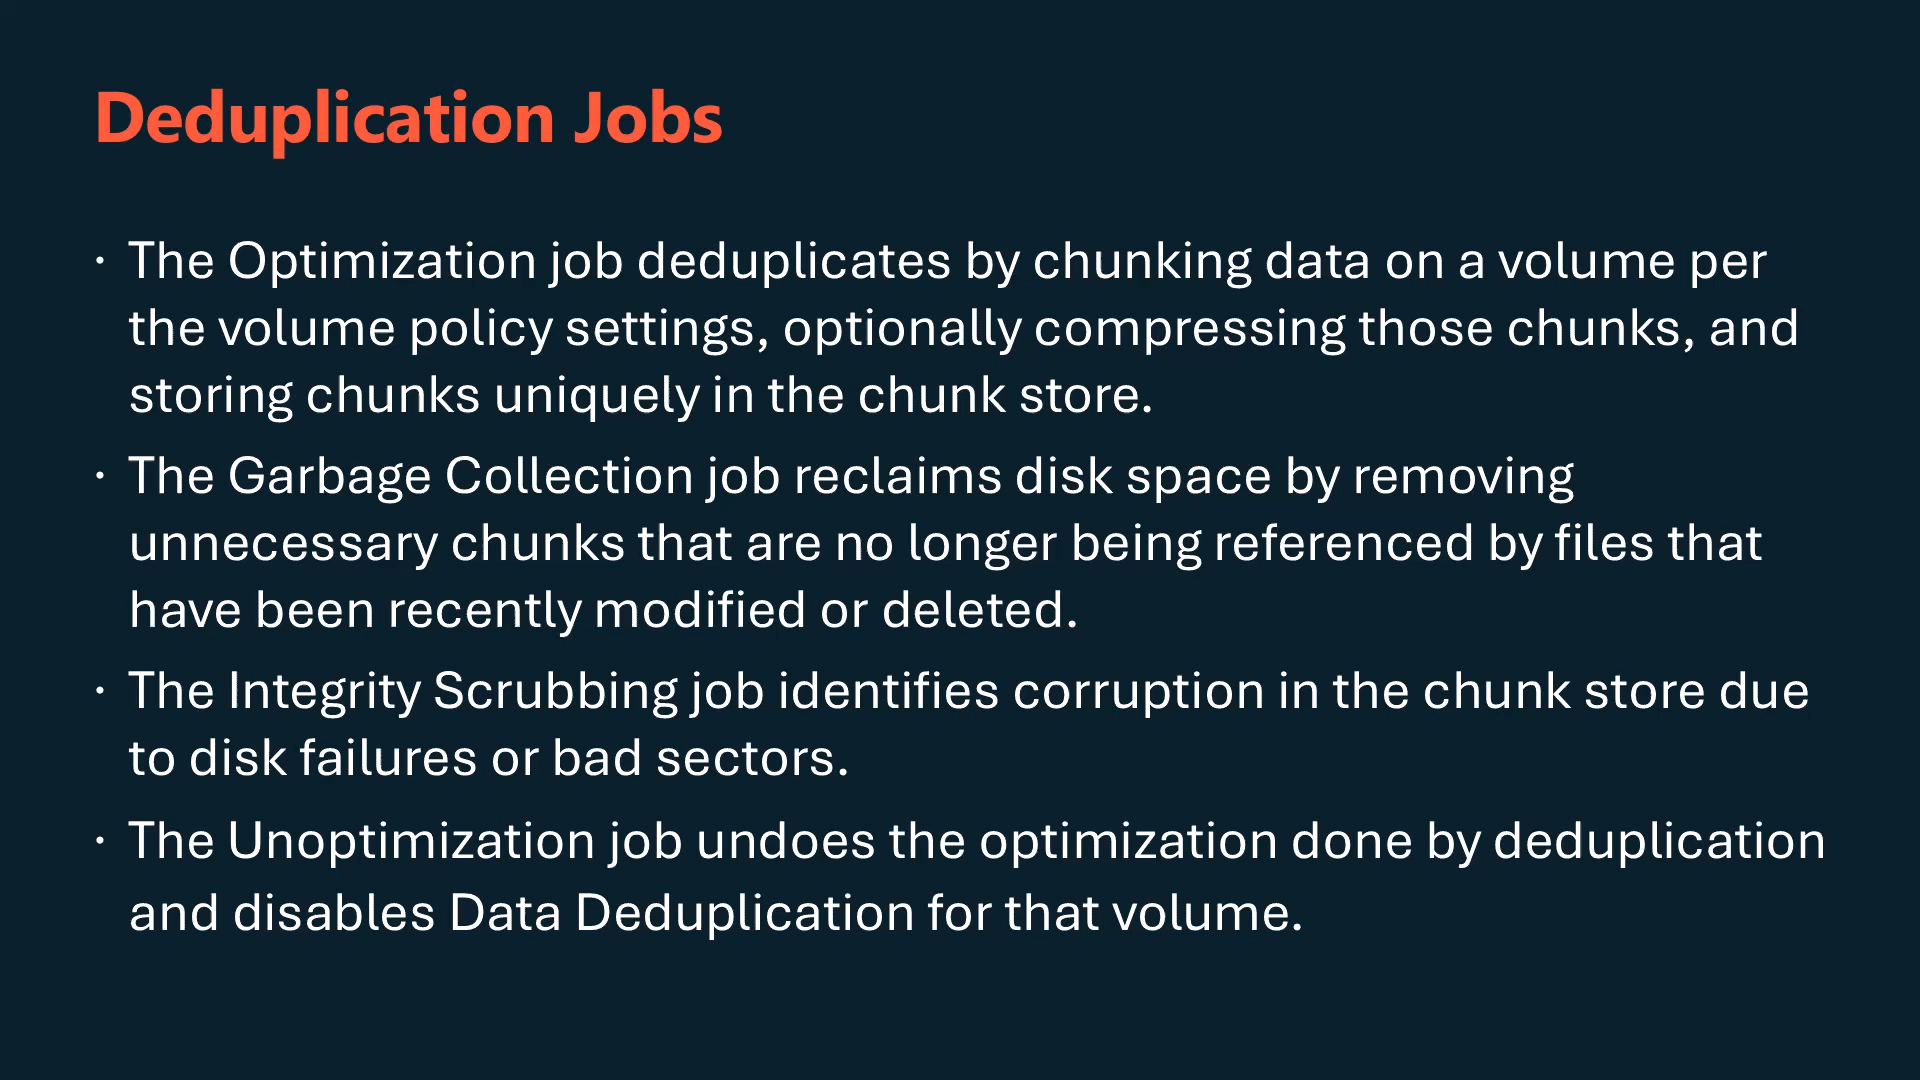 Deduplication Jobs
· The Optimization job deduplicates by chunking data on a volume per
the volume policy settings, optionally compressing those chunks, and
storing chunks uniquely in the chunk store.
· The Garbage Collection job reclaims disk space by removing
unnecessary chunks that are no longer being referenced by files that
have been recently modified or deleted.
· The Integrity Scrubbing job identifies corruption in the chunk store due
to disk failures or bad sectors.
· The Unoptimization job undoes the optimization done by deduplication
and disables Data Deduplication for that volume.